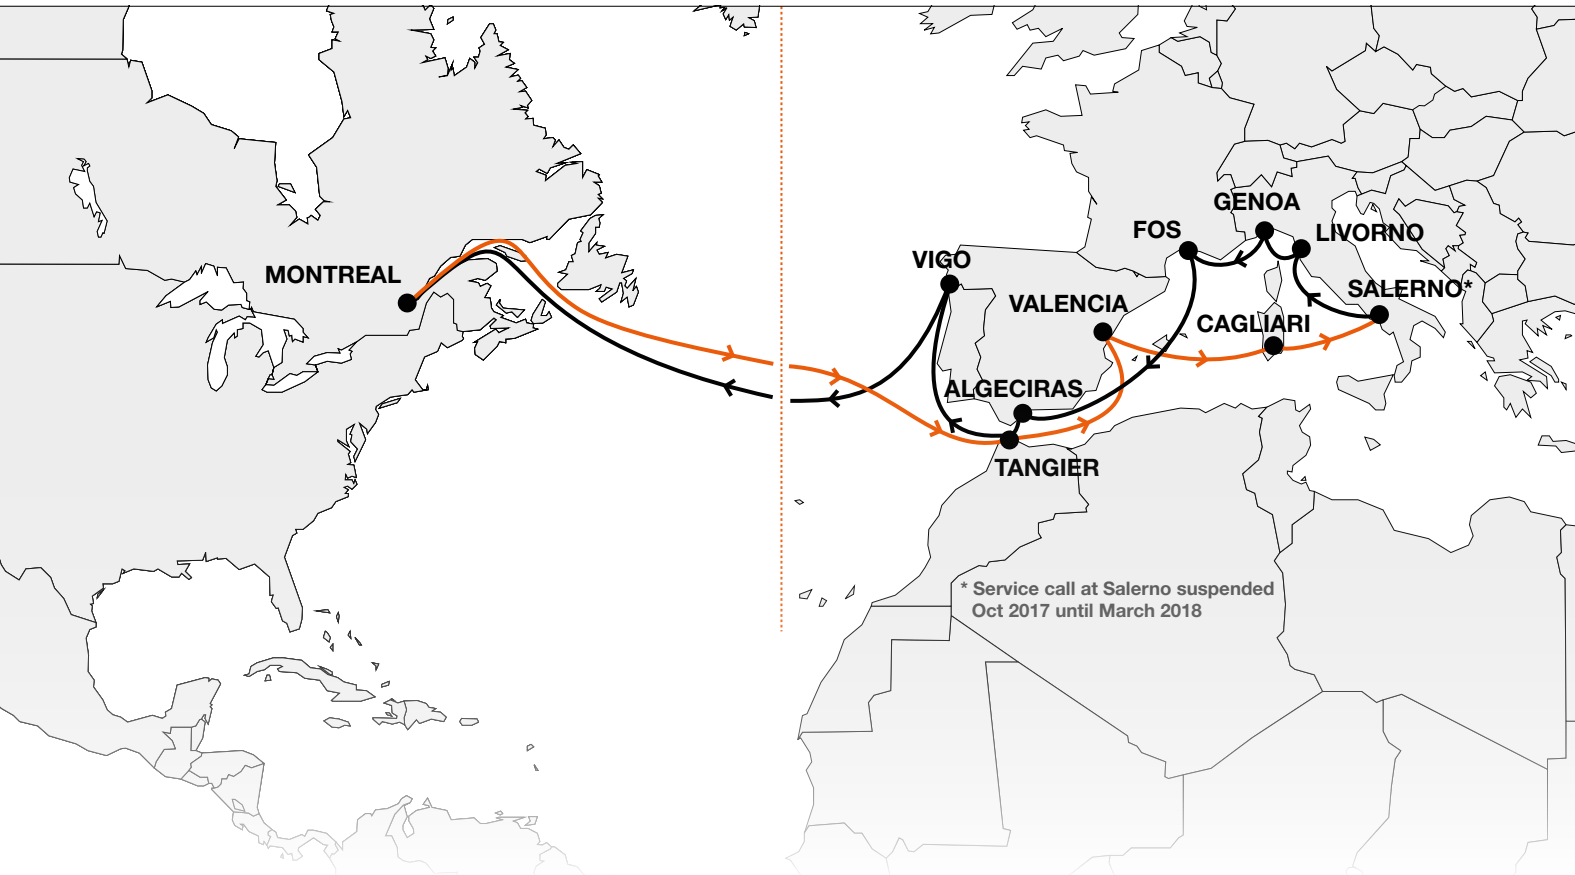 GENOA
FOS
LIVORNO
VIGO
MONTREAL
SALERNO*
VALENCIA
CAGLIARI
ALGECIRAS
TANGIER
* Service call at Salerno suspended
Oct 2017 until March 2018